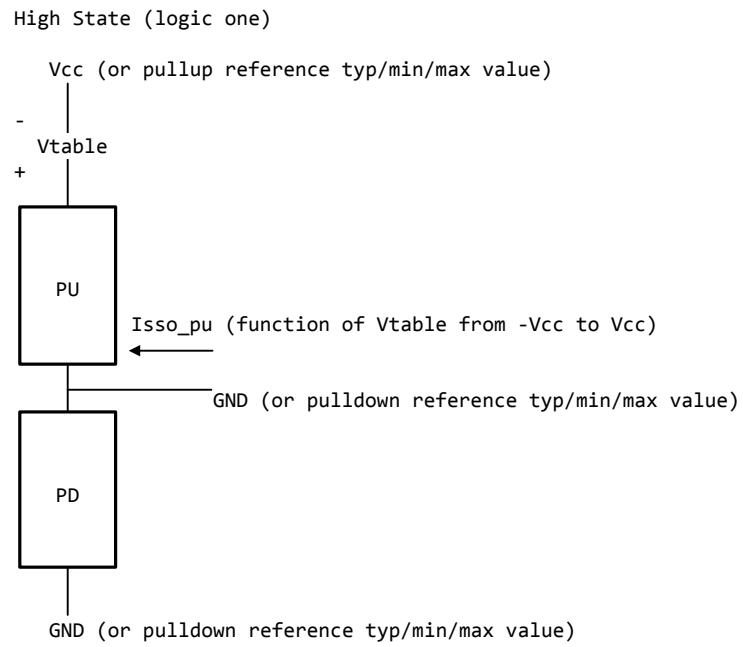 High State (logic one)
Vcc (or pullup reference typ/min/max value)
-
Vtable
+
PU
Isso_pu (function of Vtable from -Vcc to Vcc)
GND (or pulldown reference typ/min/max value)
PD
GND (or pulldown reference typ/min/max value)